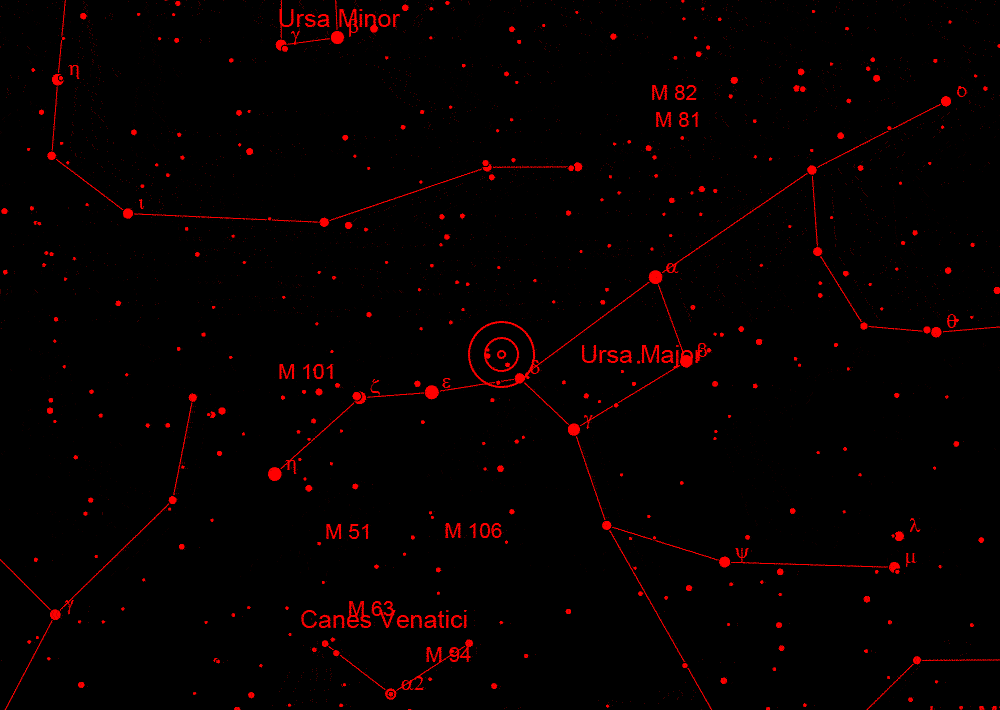 Ursa Minor
γ β
η
M 82
ο
M 81
ι
α
θ
Ursa Major β
δ
M 101 ζ ε
γ
η
M 51 M 106
λ
ψ μ
γ M 63
Canes Venatici
M 94
α2